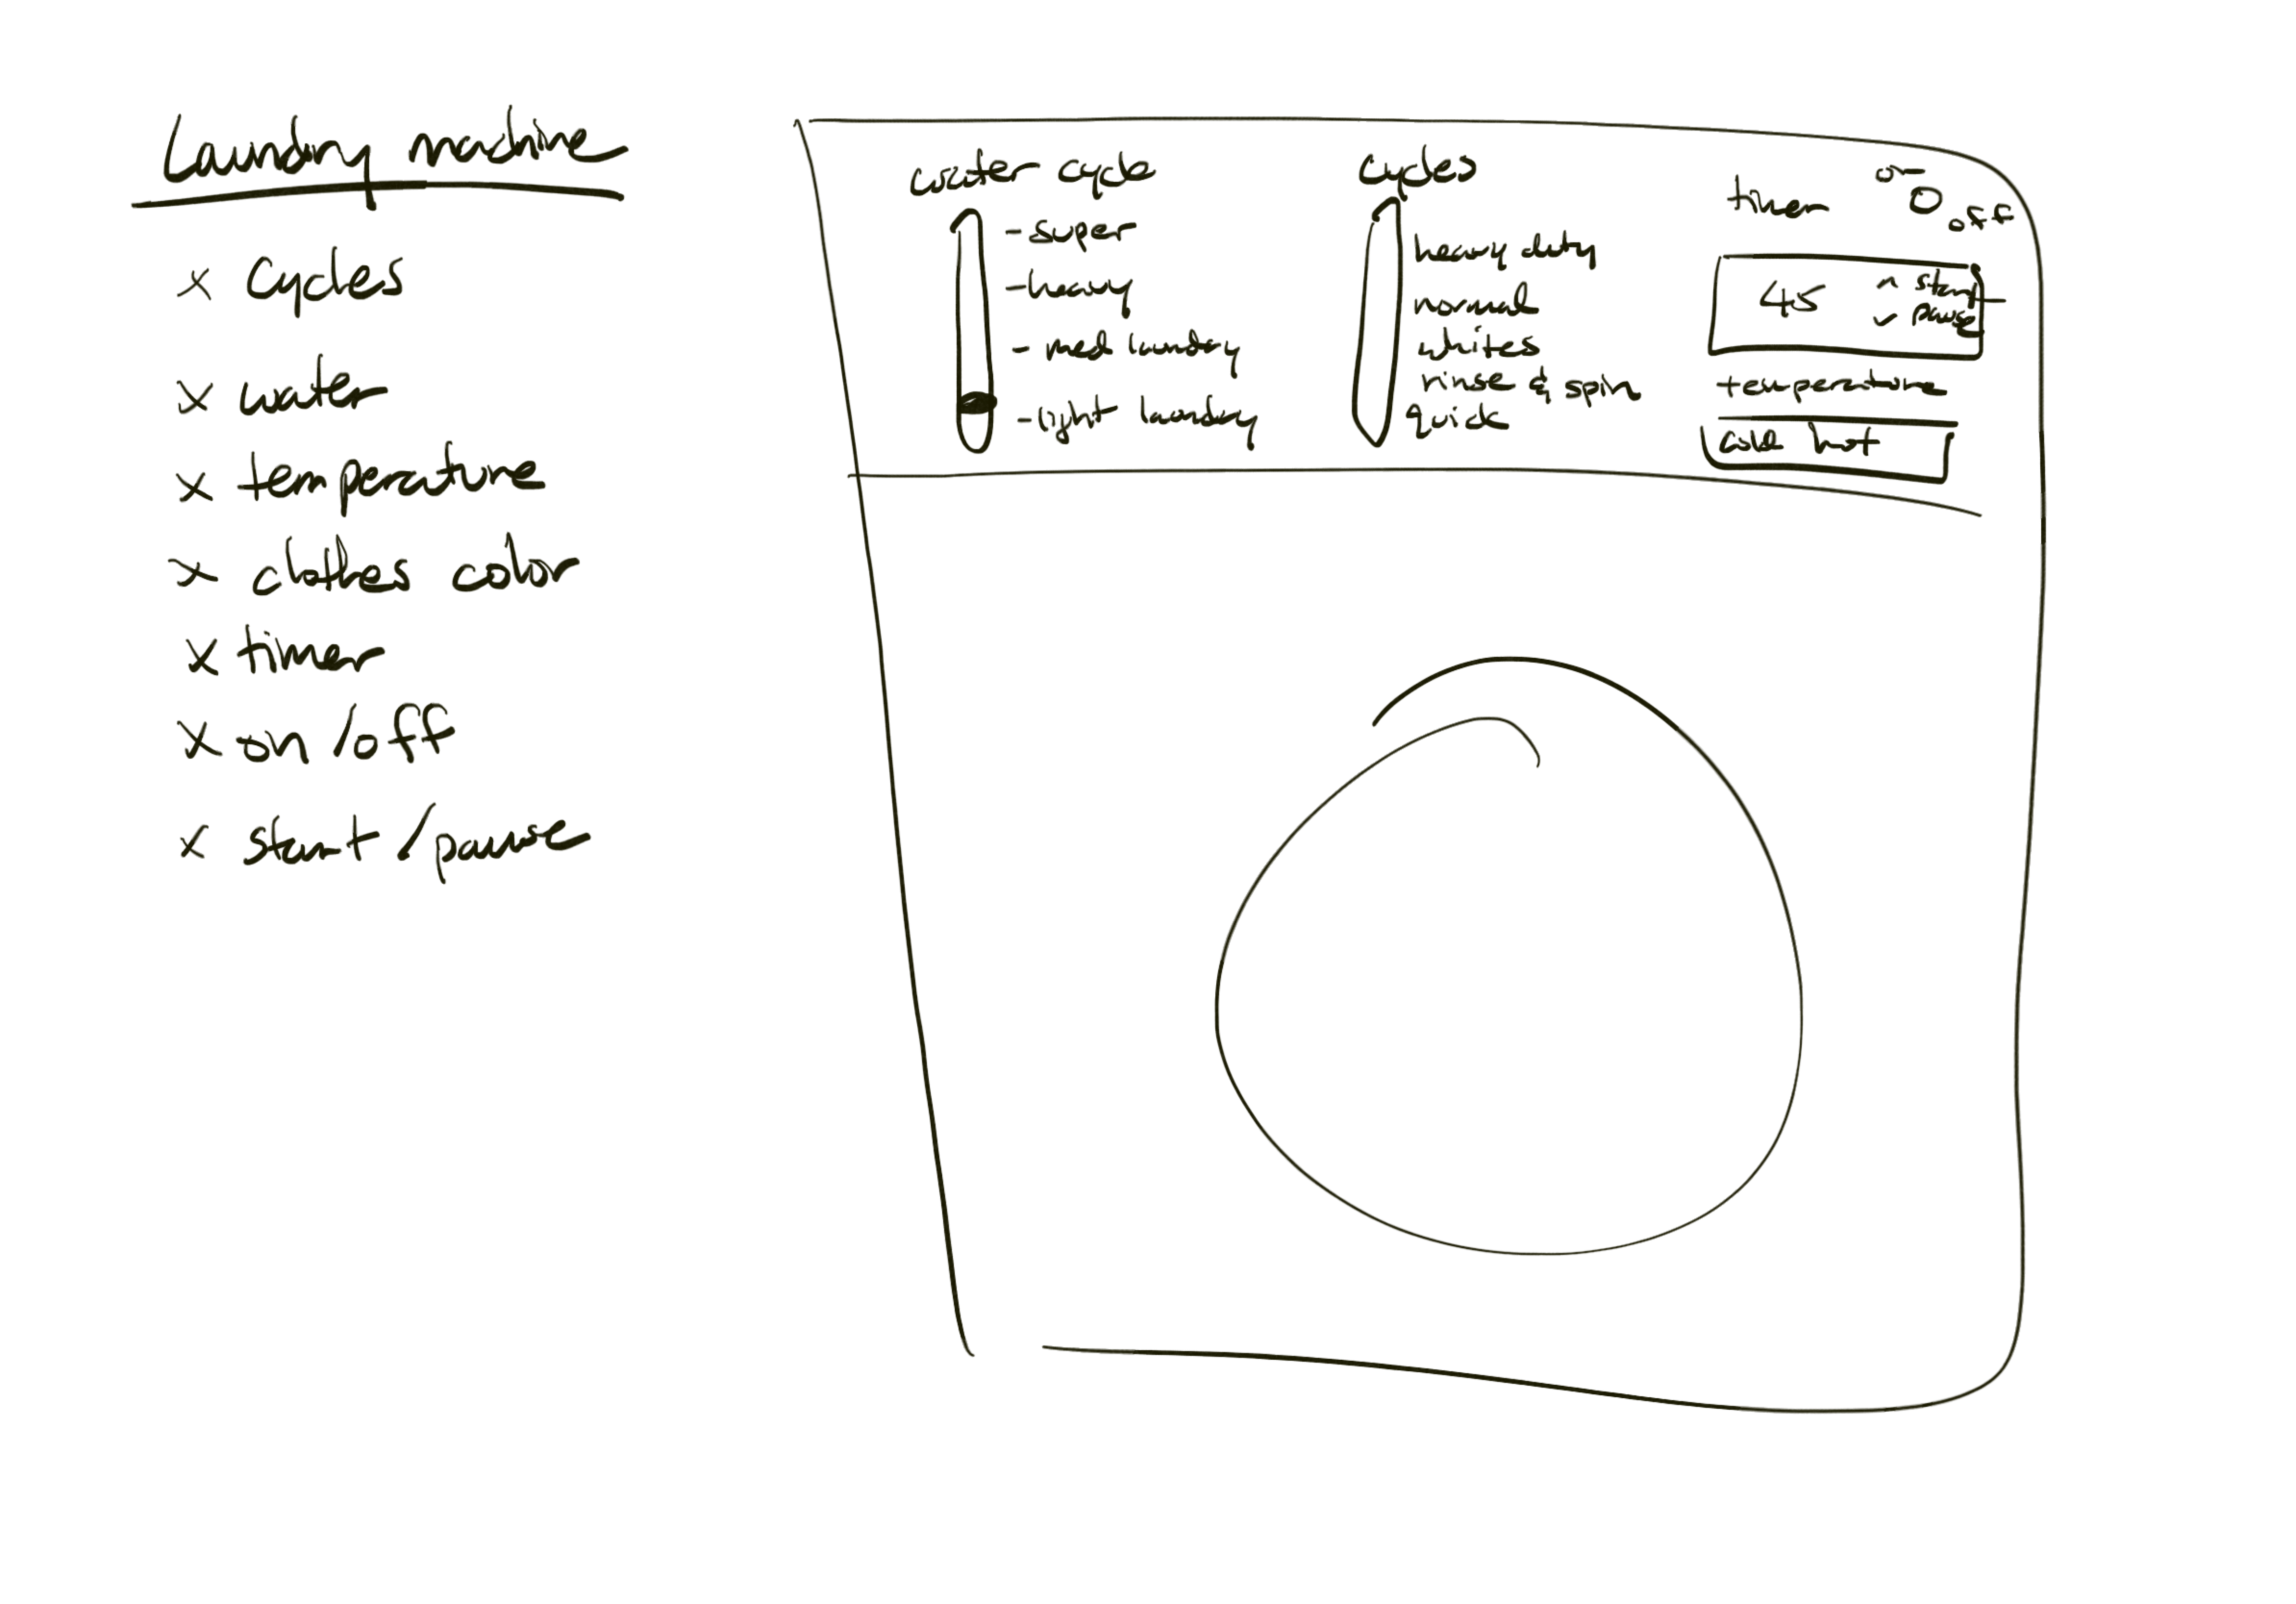 Laundry machine
x cycles
x water
x temperature
x clothes color
x timer
x on/off
x start/pause
water cycle
- super
- heavy
- med laundry
- light laundry
cycles
heavy duty
normal
whites
rinse & spin
quick
timer
on
off
45
^ start
v pause
temperature
cold hot